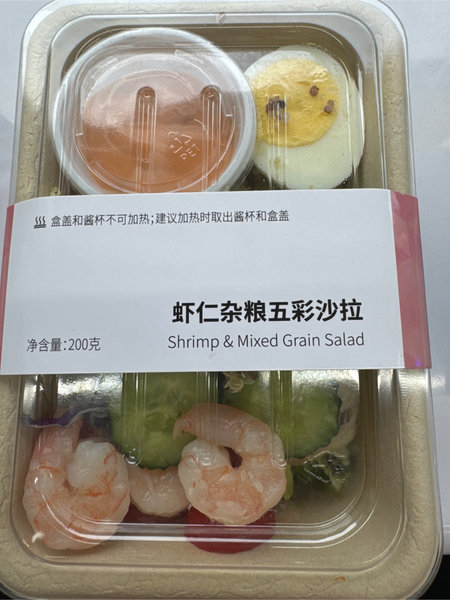 盒盖和酱杯不可加热;建议加热时取出酱杯和盒盖
虾仁杂粮五彩沙拉
净含量:200克
Shrimp & Mixed Grain Salad